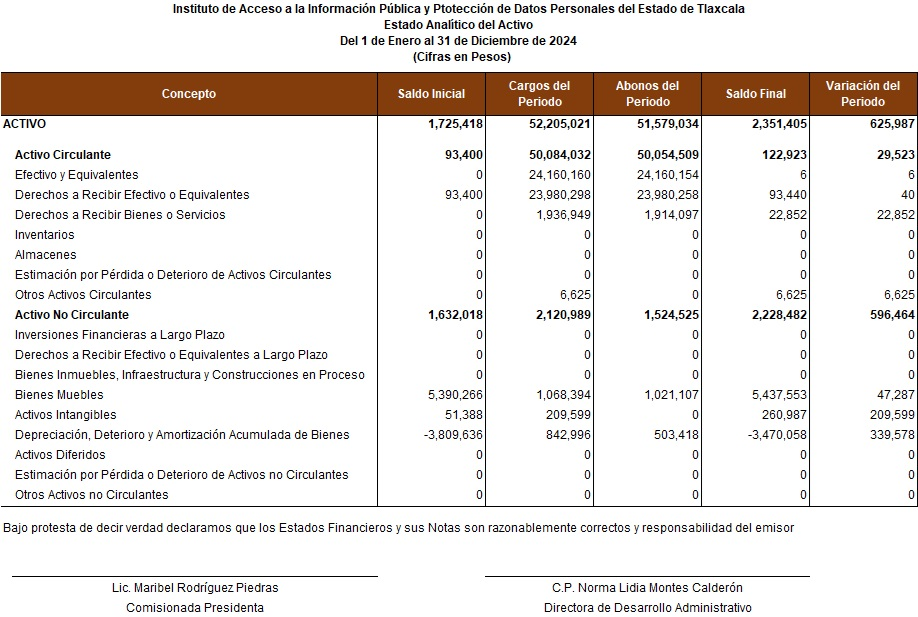 Instituto de Acceso a la Información Pública y Ptotección de Datos Personales del Estado de Tlaxcala
Estado Analítico del Activo
Del 1 de Enero al 31 de Diciembre de 2024
(Cifras en Pesos)
Concepto Saldo Inicial Cargos del Periodo Abonos del Periodo Saldo Final Variación del Periodo
ACTIVO 1,725,418 52,205,021 51,579,034 2,351,405 625,987
Activo Circulante 93,400 50,084,032 50,054,509 122,923 29,523
Efectivo y Equivalentes 0 24,160,160 24,160,154 6 6
Derechos a Recibir Efectivo o Equivalentes 93,400 23,980,298 23,980,258 93,440 40
Derechos a Recibir Bienes o Servicios 0 1,936,949 1,914,097 22,852 22,852
Inventarios 0 0 0 0 0
Almacenes 0 0 0 0 0
Estimación por Pérdida o Deterioro de Activos Circulantes 0 0 0 0 0
Otros Activos Circulantes 0 6,625 0 6,625 6,625
Activo No Circulante 1,632,018 2,120,989 1,524,525 2,228,482 596,464
Inversiones Financieras a Largo Plazo 0 0 0 0 0
Derechos a Recibir Efectivo o Equivalentes a Largo Plazo 0 0 0 0 0
Bienes Inmuebles, Infraestructura y Construcciones en Proceso 0 0 0 0 0
Bienes Muebles 5,390,266 1,068,394 1,021,107 5,437,553 47,287
Activos Intangibles 51,388 209,599 0 260,987 209,599
Depreciación, Deterioro y Amortización Acumulada de Bienes -3,809,636 842,996 503,418 -3,470,058 339,578
Activos Diferidos 0 0 0 0 0
Estimación por Pérdida o Deterioro de Activos no Circulantes 0 0 0 0 0
Otros Activos no Circulantes 0 0 0 0 0
Bajo protesta de decir verdad declaramos que los Estados Financieros y sus Notas son razonablemente correctos y responsabilidad del emisor
Lic. Maribel Rodríguez Piedras C.P. Norma Lidia Montes Calderón
Comisionada Presidenta Directora de Desarrollo Administrativo